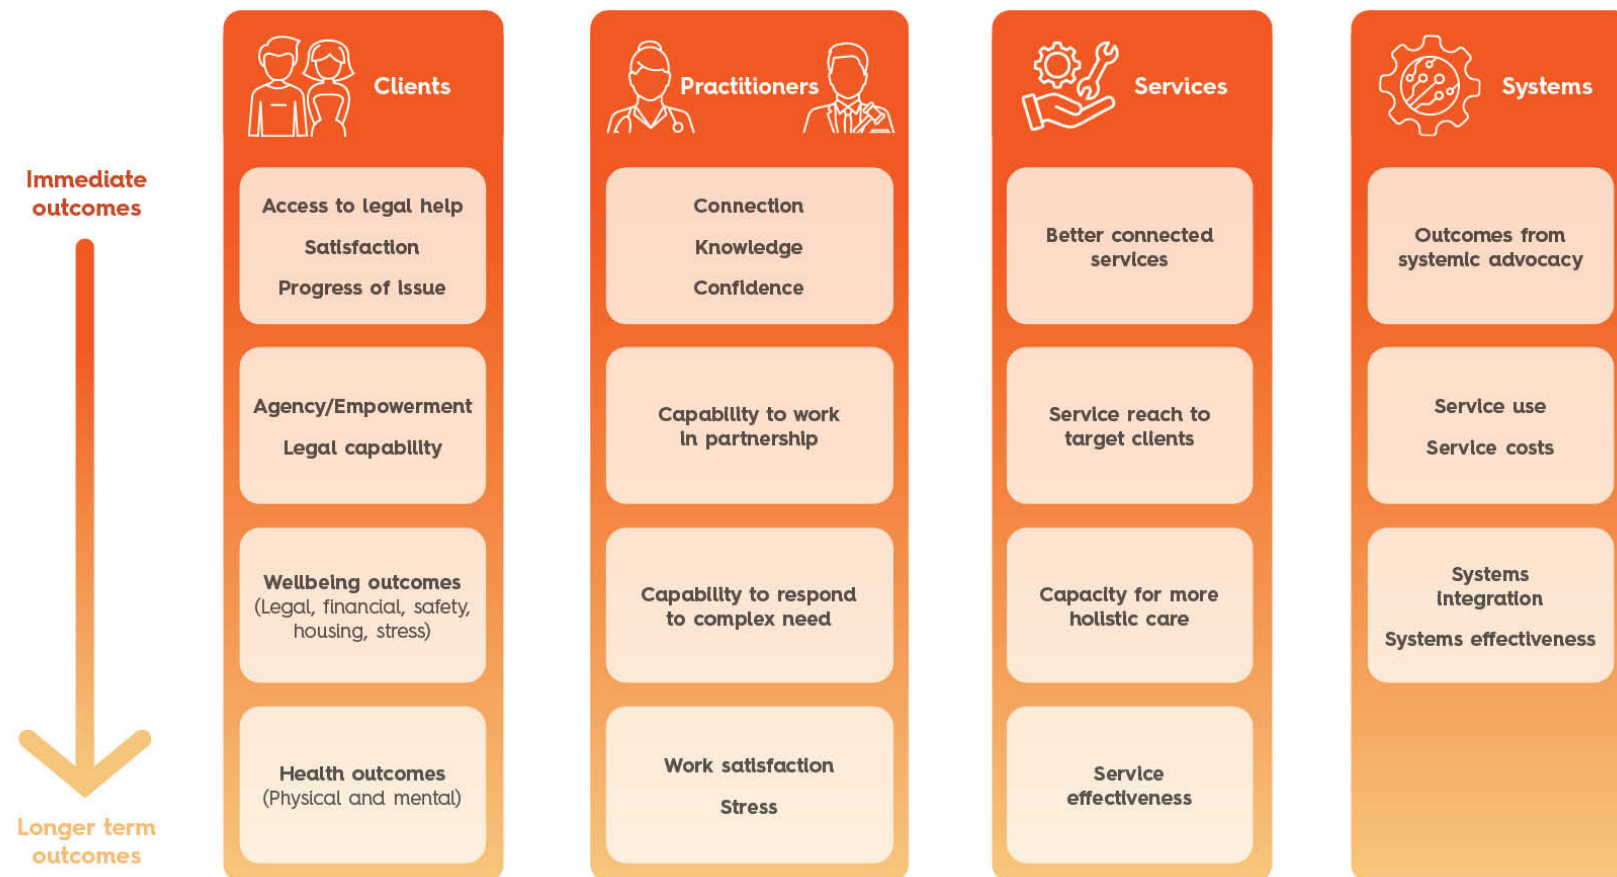 Clients
Practitioners
Services
Systems
Immediate
outcomes
Access to legal help
Satisfaction
Progress of issue
Connection
Knowledge
Confidence
Better connected
services
Outcomes from
systemic advocacy
Agency/Empowerment
Legal capability
Capability to work
in partnership
Service reach to
target clients
Service use
Service costs
Wellbeing outcomes
(Legal, financial, safety,
housing, stress)
Capability to respond
to complex need
Capacity for more
holistic care
Systems
integration
Systems effectiveness
Health outcomes
(Physical and mental)
Work satisfaction
Stress
Service
effectiveness
Longer term
outcomes